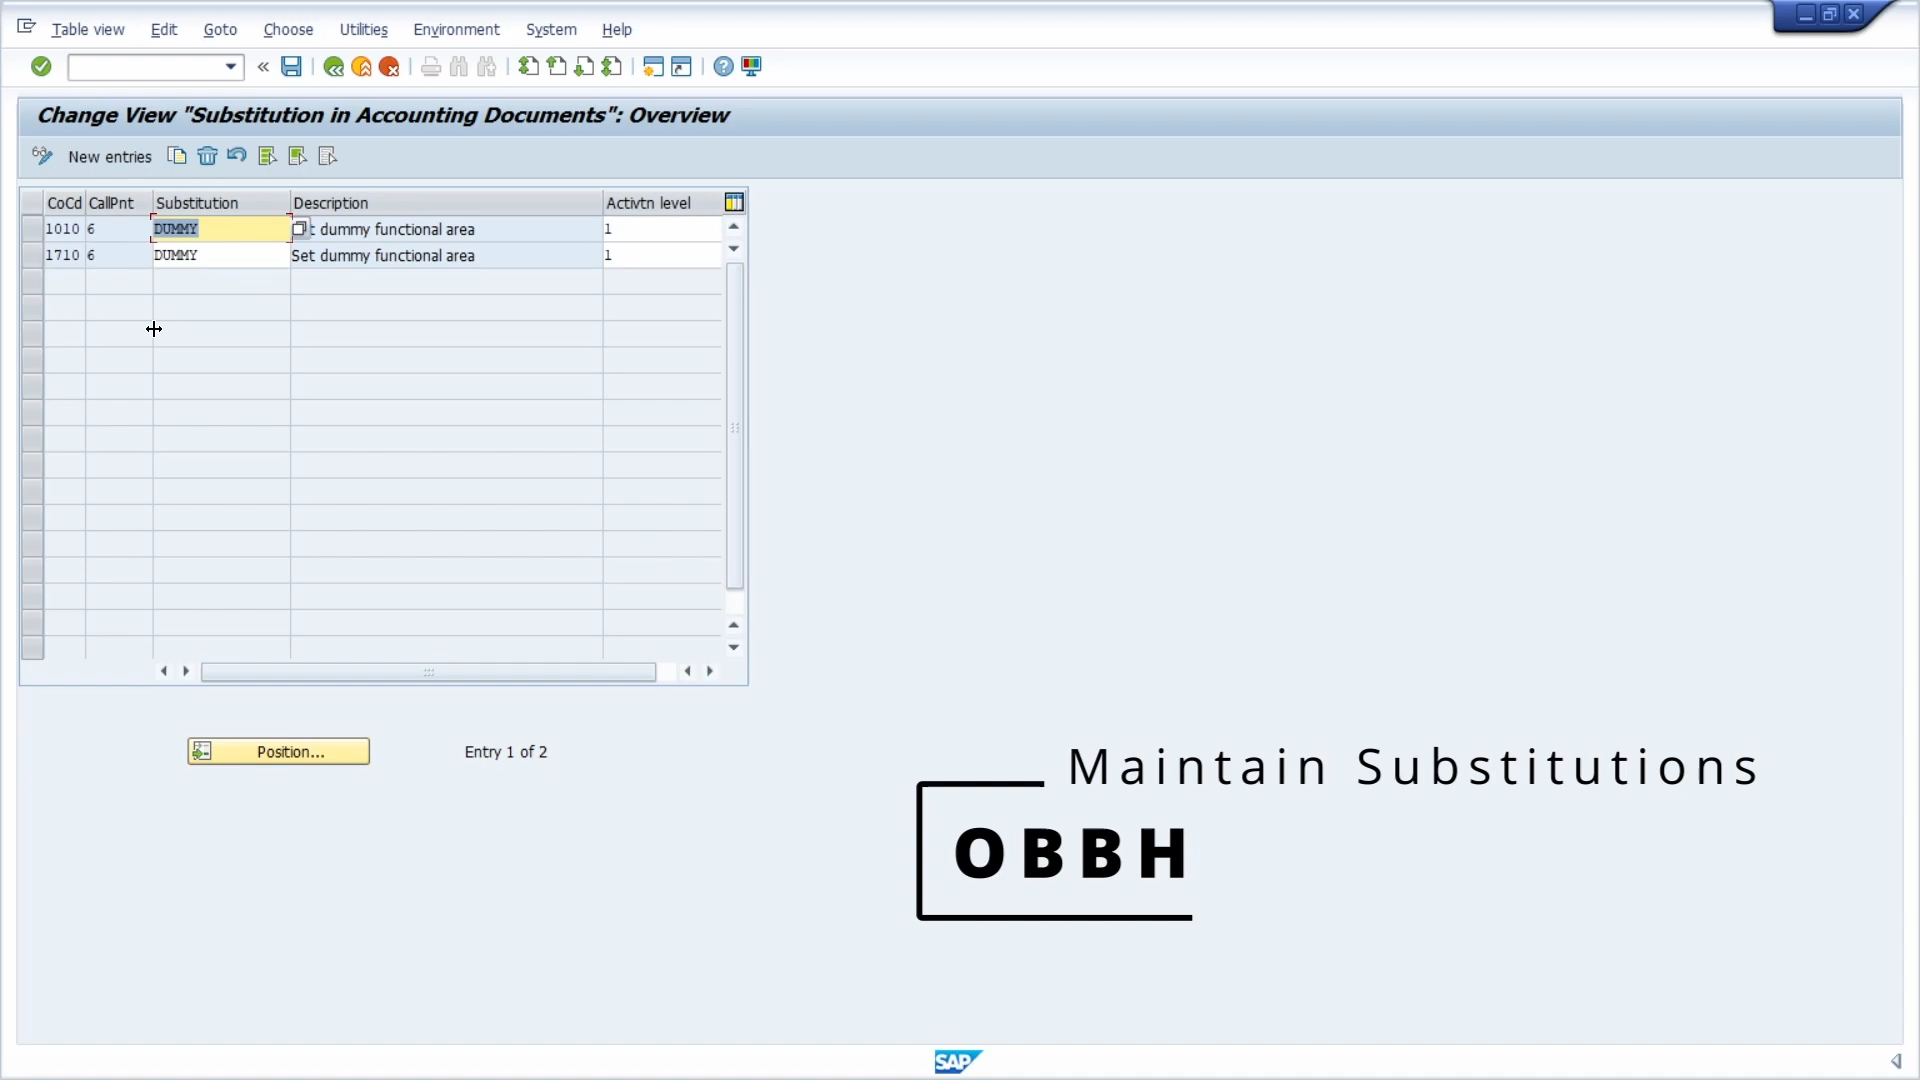 Table view Edit Goto Choose Utilities Environment System Help
Change View "Substitution in Accounting Documents": Overview
New entries
CoCd CallPnt Substitution Description Activtn level
1010 6 DUMMY t dummy functional area 1
1710 6 DUMMY Set dummy functional area 1
Position... Entry 1 of 2
Maintain Substitutions
OBBH
SAP